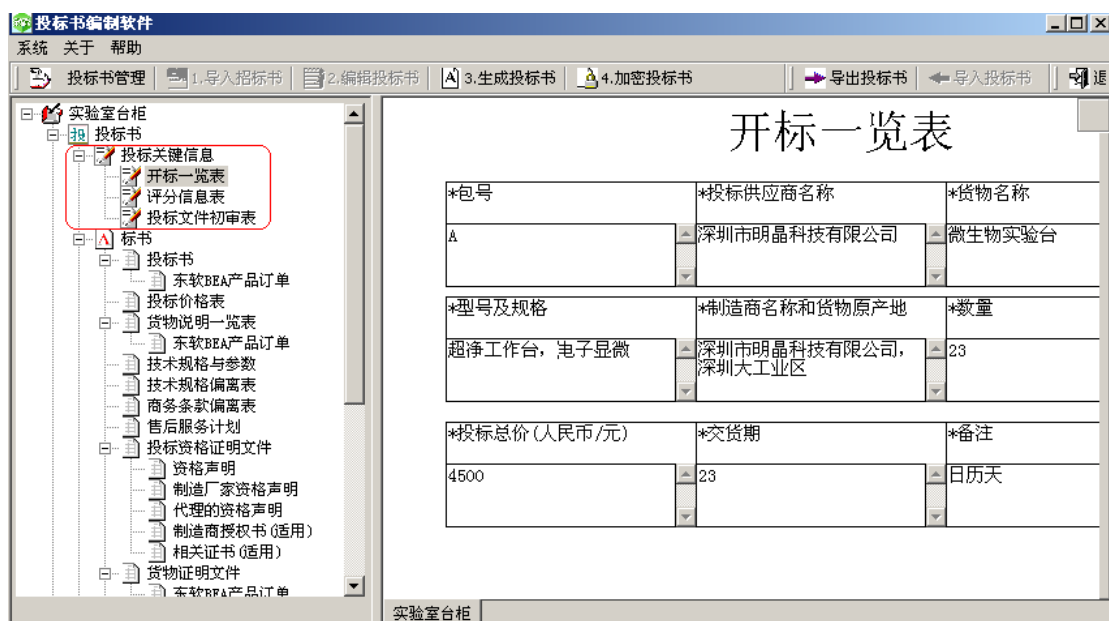 投标书编制软件
系统 关于 帮助
投标书管理 1,导入招标书 2,编辑投标书 3.生成投标书 4.加密投标书 导出投标书 导入投标书 退
实验室台柜
投标书
投标关键信息
开标一览表
评分信息表
投标文件初审表
标书
投标书
东软BEA产品订单
投标价格表
货物说明一览表
东软BEA产品订单
技术规格与参数
技术规格偏离表
商务条款偏离表
售后服务计划
投标资格证明文件
资格声明
制造厂家资格声明
代理的资格声明
制造商授权书(适用)
相关证书(适用)
货物证明文件
东软BEA产品订单
开标一览表
*包号 *投标供应商名称 *货物名称
A 深圳市明晶科技有限公司 微生物实验台
*型号及规格 *制造商名称和货物原产地 *数量
超净工作台，电子显微 深圳市明晶科技有限公司， 23
深圳大工业区
*投标总价(人民币/元) *交货期 *备注
4500 23 日历天
实验室台柜